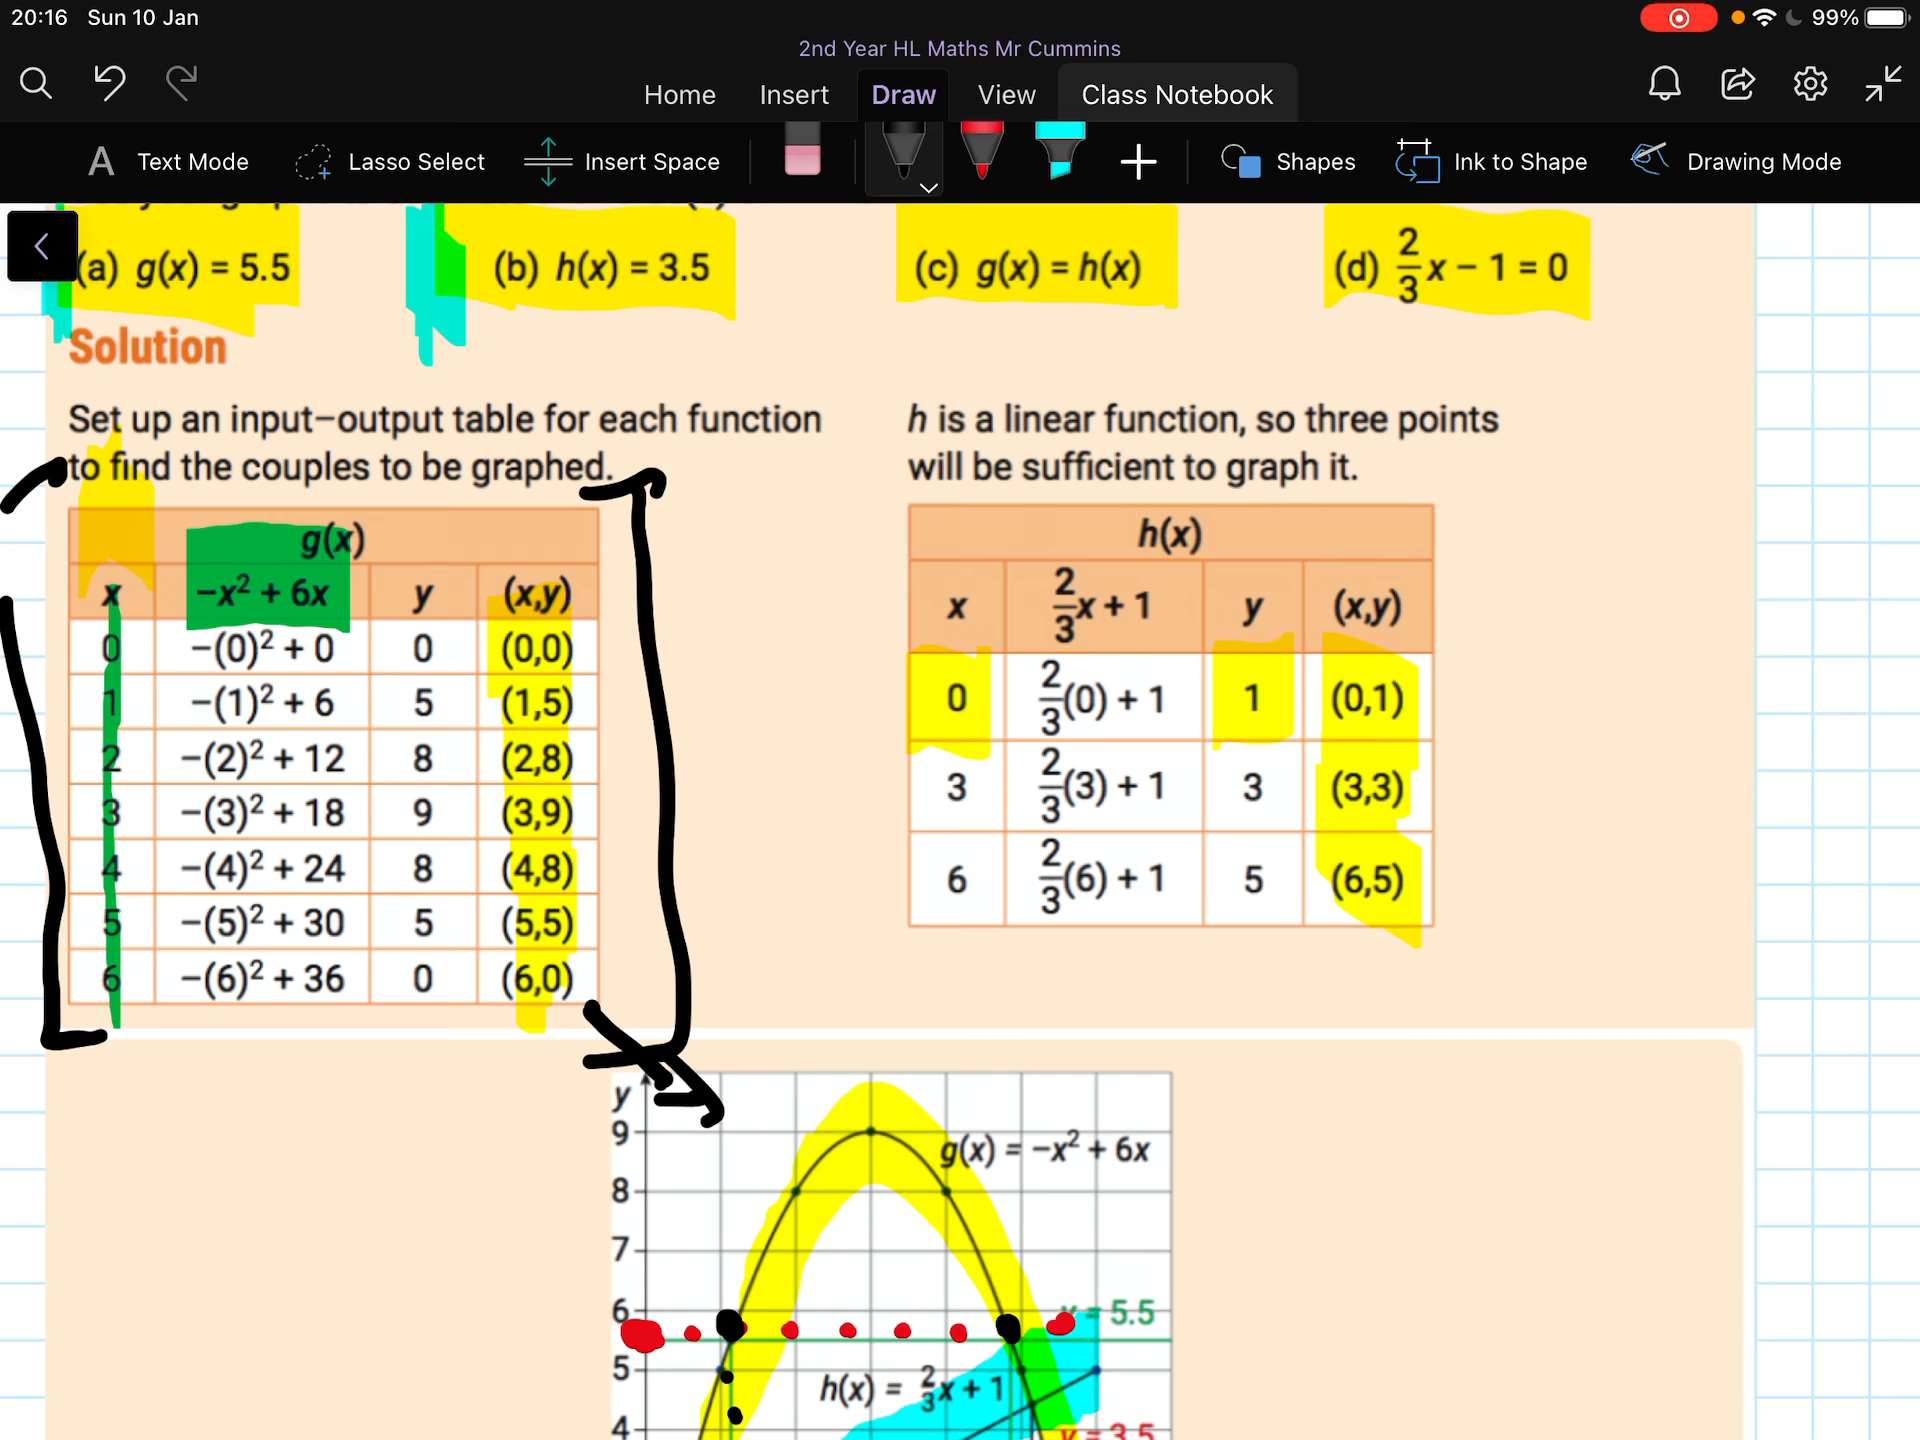 20:16 Sun 10 Jan 99%
2nd Year HL Maths Mr Cummins
Home Insert Draw View Class Notebook
A Text Mode Lasso Select Insert Space Shapes Ink to Shape Drawing Mode
(a) g(x) = 5.5 (b) h(x) = 3.5 (c) g(x) = h(x) (d) 2/3 x − 1 = 0
Solution
Set up an input–output table for each function
to find the couples to be graphed.
g(x)
x −x² + 6x y (x,y)
0 −(0)² + 0 0 (0,0)
1 −(1)² + 6 5 (1,5)
2 −(2)² + 12 8 (2,8)
3 −(3)² + 18 9 (3,9)
4 −(4)² + 24 8 (4,8)
5 −(5)² + 30 5 (5,5)
6 −(6)² + 36 0 (6,0)
h is a linear function, so three points
will be sufficient to graph it.
h(x)
x 2/3 x + 1 y (x,y)
0 2/3 (0) + 1 1 (0,1)
3 2/3 (3) + 1 3 (3,3)
6 2/3 (6) + 1 5 (6,5)
y
9
g(x) = −x² + 6x
8
7
6
= 5.5
5
h(x) = 2/3 x + 1
4
y = 3.5